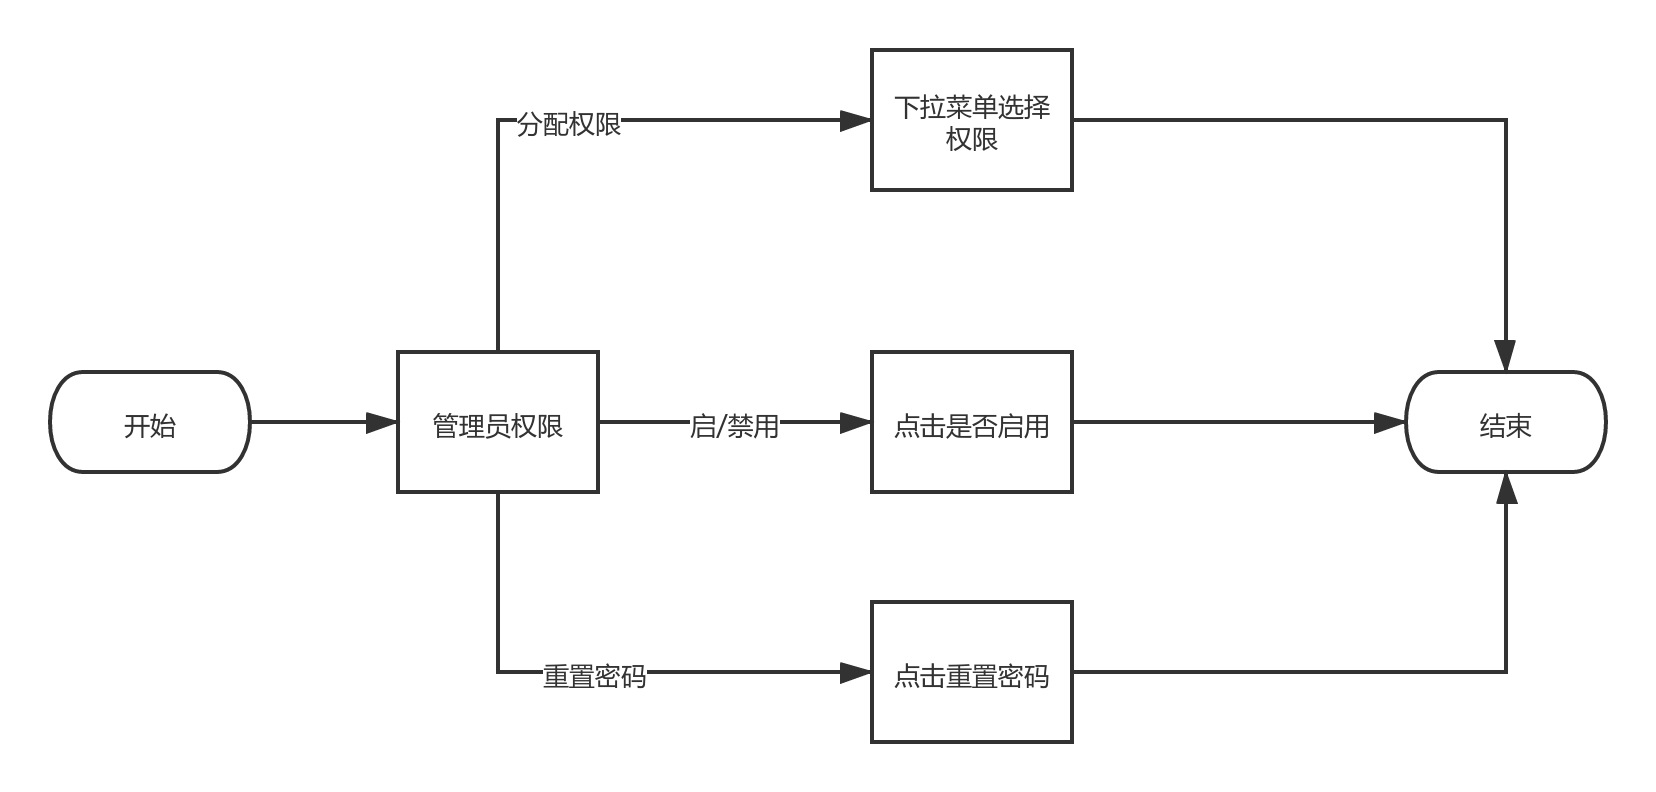 分配权限
下拉菜单选择
权限
开始
管理员权限
启/禁用
点击是否启用
结束
重置密码
点击重置密码